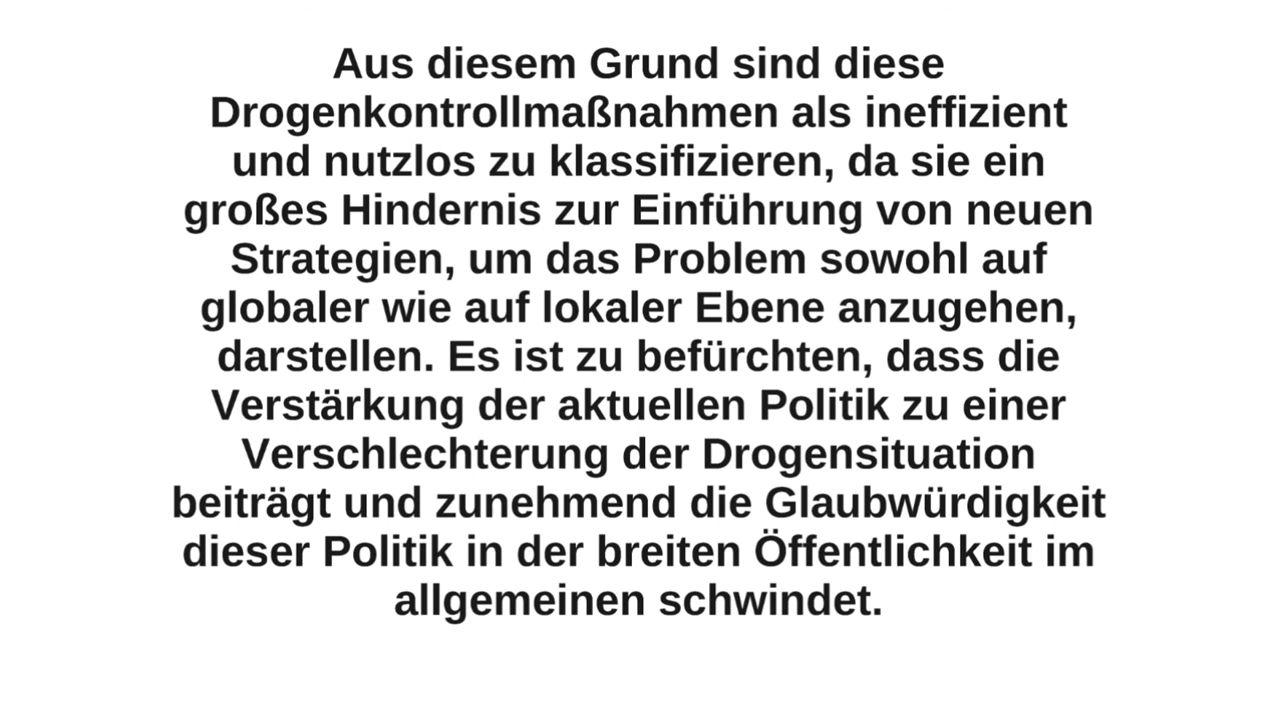 Aus diesem Grund sind diese
Drogenkontrollmaßnahmen als ineffizient
und nutzlos zu klassifizieren, da sie ein
großes Hindernis zur Einführung von neuen
Strategien, um das Problem sowohl auf
globaler wie auf lokaler Ebene anzugehen,
darstellen. Es ist zu befürchten, dass die
Verstärkung der aktuellen Politik zu einer
Verschlechterung der Drogensituation
beiträgt und zunehmend die Glaubwürdigkeit
dieser Politik in der breiten Öffentlichkeit im
allgemeinen schwindet.